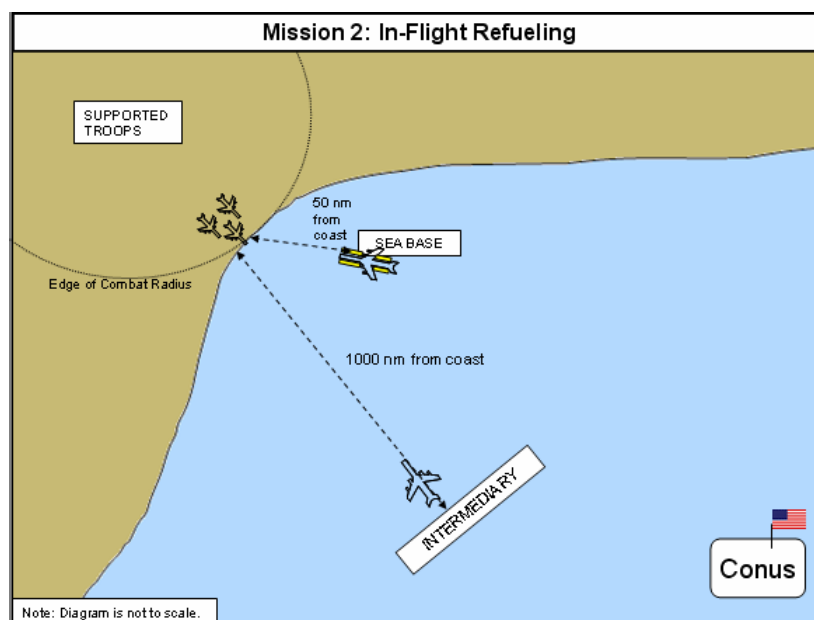 Mission 2: In-Flight Refueling
SUPPORTED
TROOPS
50 nm
from
coast
SEA BASE
Edge of Combat Radius
1000 nm from coast
INTERMEDIARY
Conus
Note: Diagram is not to scale.